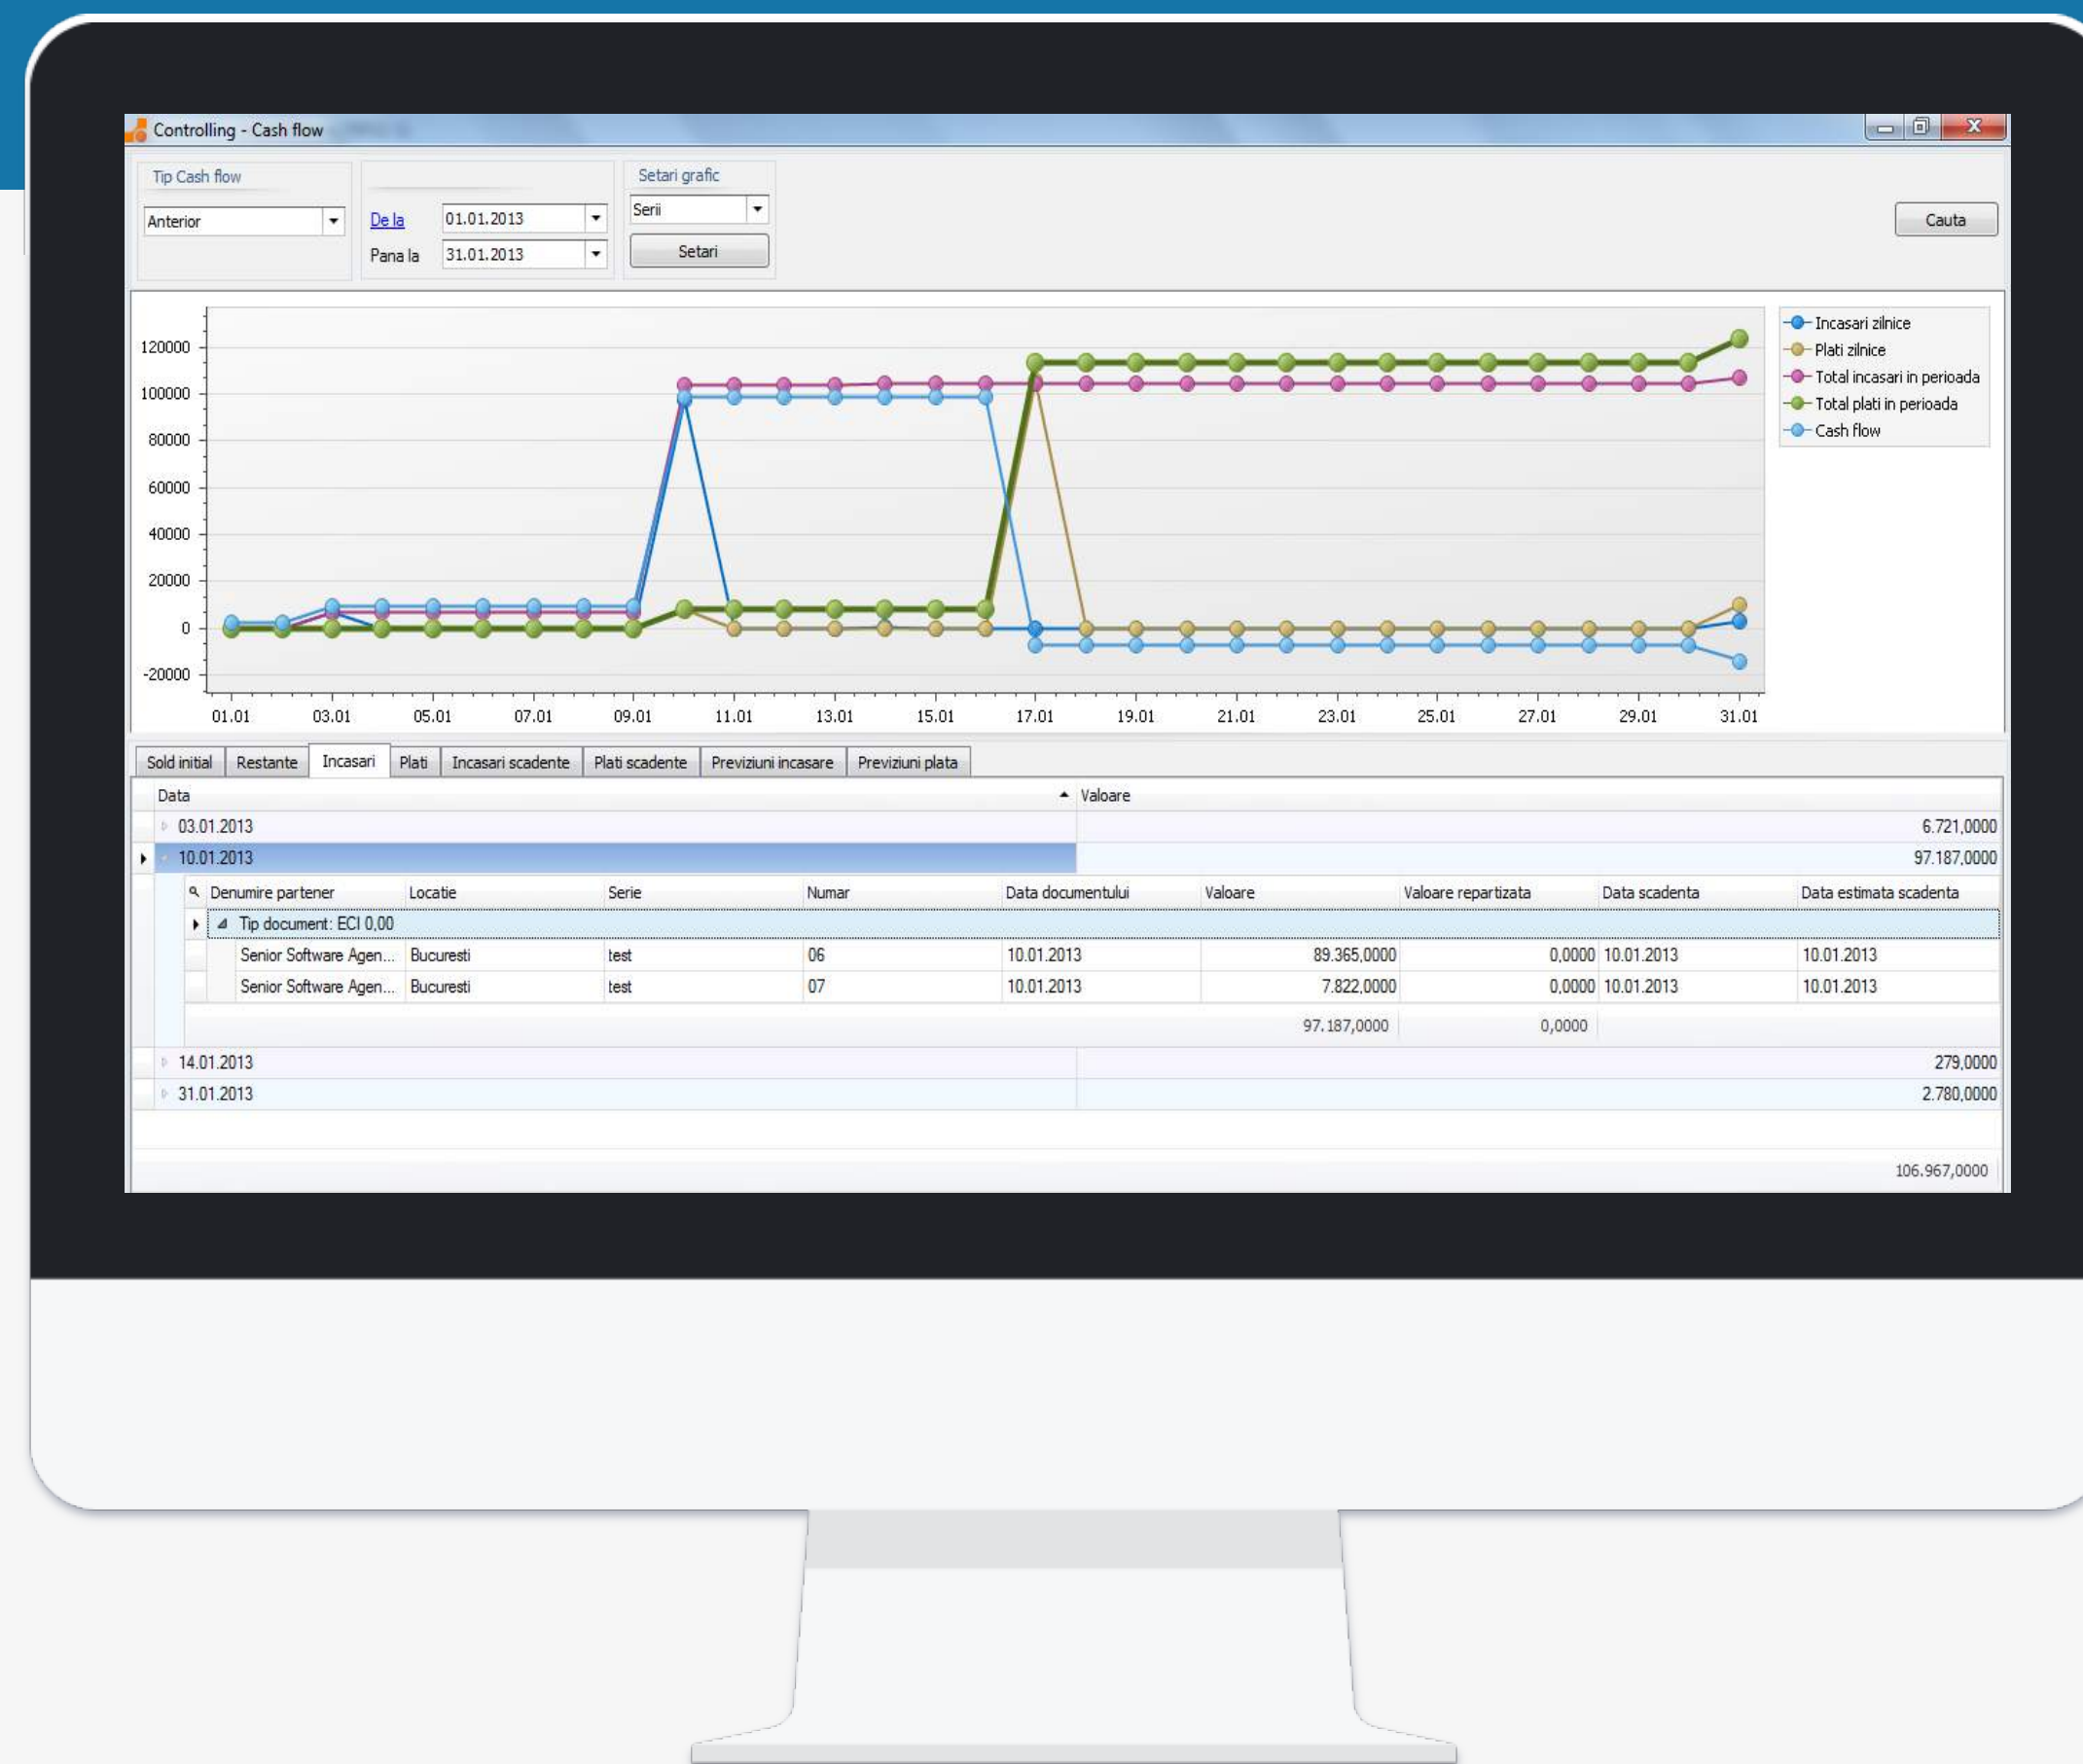 Controlling - Cash flow
Tip Cash flow
Setari grafic
Anterior
De la 01.01.2013
Serii
Cauta
Pana la 31.01.2013
Setari
120000
100000
80000
60000
40000
20000
0
-20000
01.01 03.01 05.01 07.01 09.01 11.01 13.01 15.01 17.01 19.01 21.01 23.01 25.01 27.01 29.01 31.01
Incasari zilnice
Plati zilnice
Total incasari in perioada
Total plati in perioada
Cash flow
Sold initial Restante Incasari Plati Incasari scadente Plati scadente Previziuni incasare Previziuni plata
Data Valoare
03.01.2013 6.721,0000
10.01.2013 97.187,0000
Denumire partener Locatie Serie Numar Data documentului Valoare Valoare repartizata Data scadenta Data estimata scadenta
Tip document: ECI 0,00
Senior Software Agen... Bucuresti test 06 10.01.2013 89.365,0000 0,0000 10.01.2013 10.01.2013
Senior Software Agen... Bucuresti test 07 10.01.2013 7.822,0000 0,0000 10.01.2013 10.01.2013
97.187,0000 0,0000
14.01.2013 279,0000
31.01.2013 2.780,0000
106.967,0000